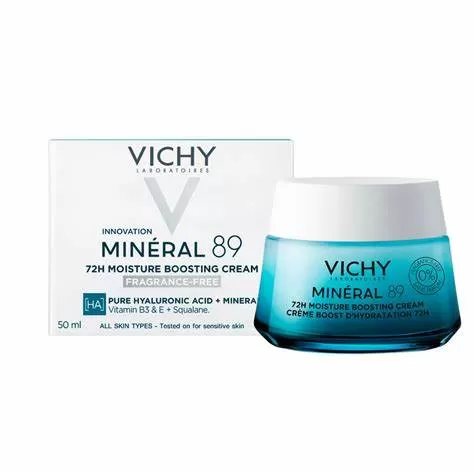 VICHY
LABORATOIRES
INNOVATION
MINÉRAL 89
72H MOISTURE BOOSTING CREAM
FRAGRANCE-FREE
[HA] PURE HYALURONIC ACID + MINERA
Vitamin B3 & E + Squalane.
50 ml
ALL SKIN TYPES - Tested on for sensitive skin
VICHY
LABORATOIRES
0%
MINÉRAL 89
72H MOISTURE BOOSTING CREAM
CRÈME BOOST D'HYDRATATION 72H